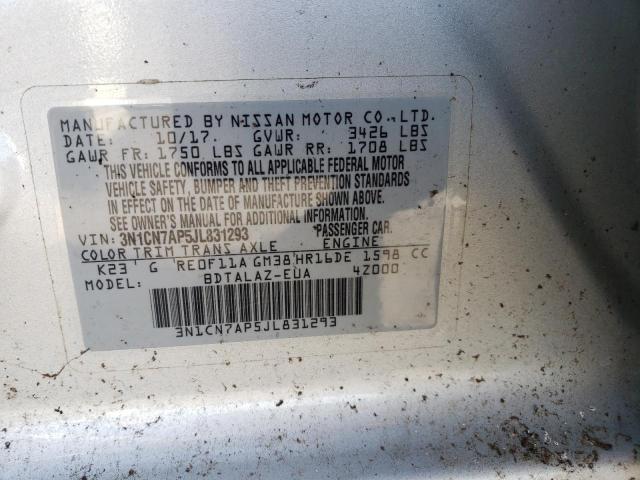 MANUFACTURED BY NISSAN MOTOR CO., LTD.
DATE: 10/17 GVWR: 3426 LBS
GAWR FR: 1750 LBS GAWR RR: 1708 LBS
THIS VEHICLE CONFORMS TO ALL APPLICABLE FEDERAL MOTOR
VEHICLE SAFETY, BUMPER AND THEFT PREVENTION STANDARDS
IN EFFECT ON THE DATE OF MANUFACTURE SHOWN ABOVE.
SEE OWNER'S MANUAL FOR ADDITIONAL INFORMATION.
VIN: 3N1CN7AP5JL831293 PASSENGER CAR.
COLOR TRIM TRANS AXLE ENGINE
K23 G RE0F11A GM38 HR16DE 1598 CC
MODEL: BDTALAZ-EUA 4Z000
3N1CN7AP5JL831293